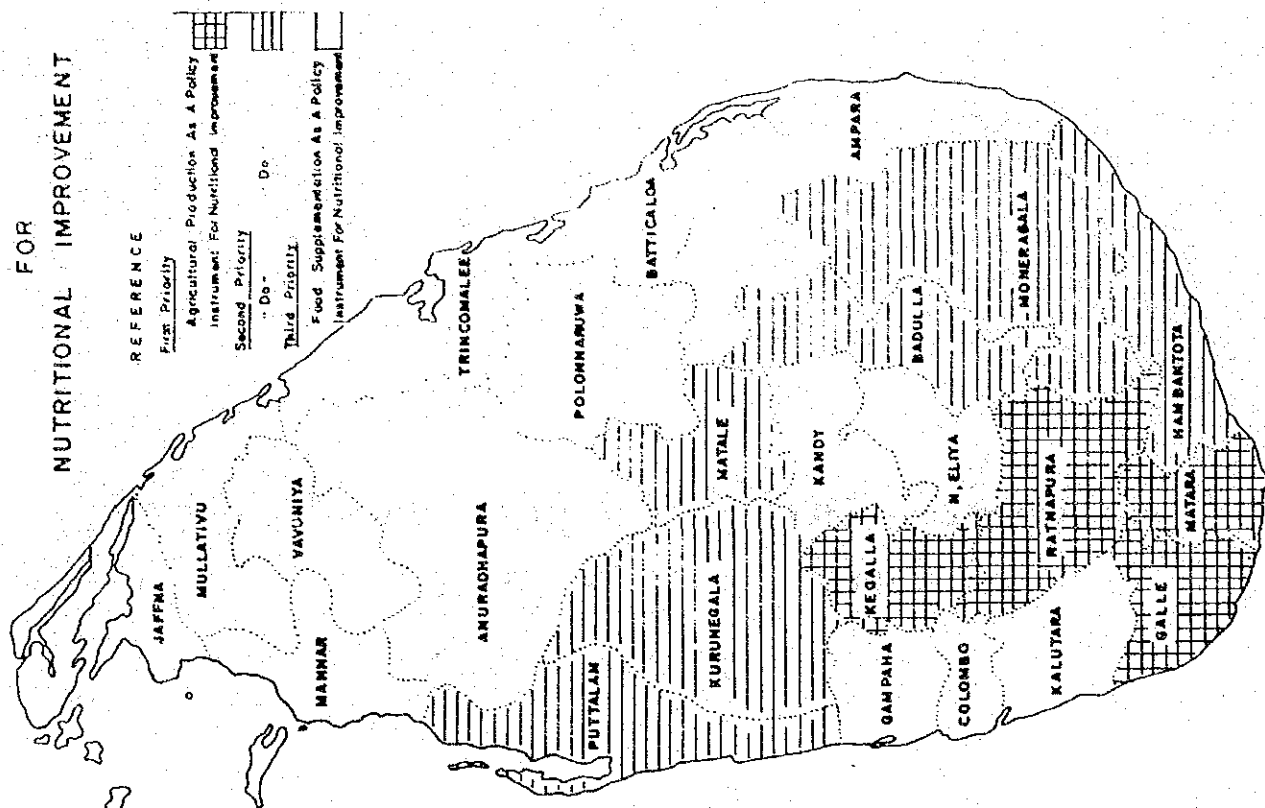 FOR
NUTRITIONAL IMPROVEMENT
REFERENCE
First Priority
Agricultural Production As A Policy
Instrument For Nutritional Improvement
Second Priority
- Do - - Do -
Third Priority
Food Supplementation As A Policy
Instrument For Nutritional Improvement
JAFFNA
MULLATIVU
VAVUNIYA
MANNAR
ANURADHAPURA
TRINCOMALEE
POLONNARUWA
BATTICALOA
PUTTALAM
KURUNEGALA
MATALE
KANDY
AMPARA
BADULLA
MONERAGALA
KEGALLA
GAMPAHA
N, ELIYA
COLOMBO
RATNAPURA
KALUTARA
HAMBANTOTA
GALLE
MATARA